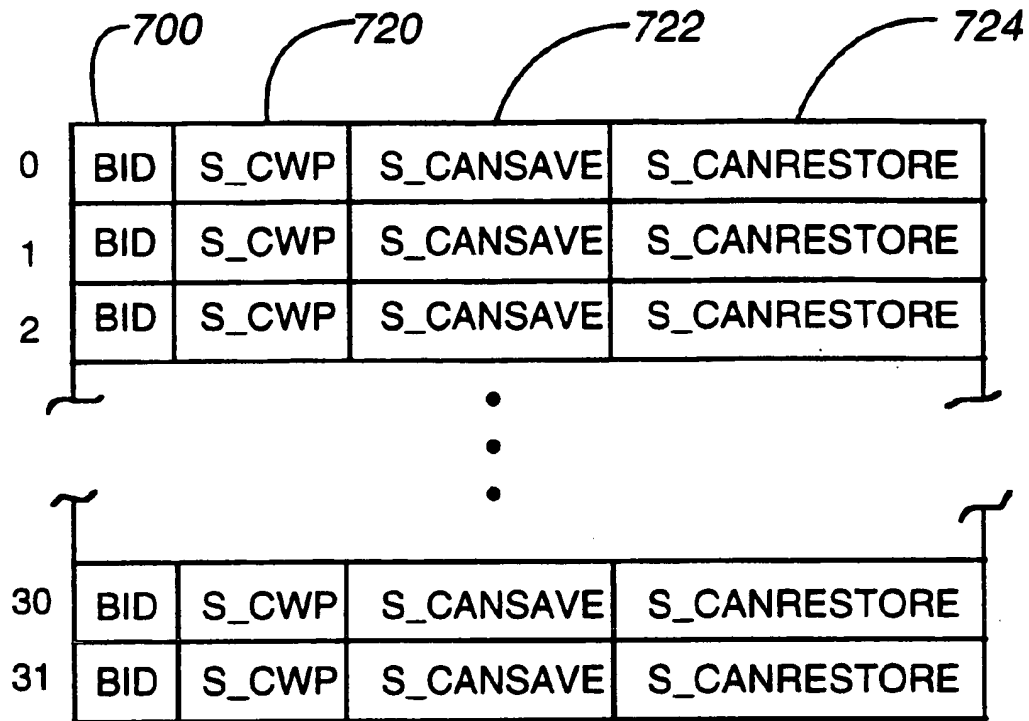 700 720 722 724
0 BID S_CWP S_CANSAVE S_CANRESTORE
1 BID S_CWP S_CANSAVE S_CANRESTORE
2 BID S_CWP S_CANSAVE S_CANRESTORE
30 BID S_CWP S_CANSAVE S_CANRESTORE
31 BID S_CWP S_CANSAVE S_CANRESTORE